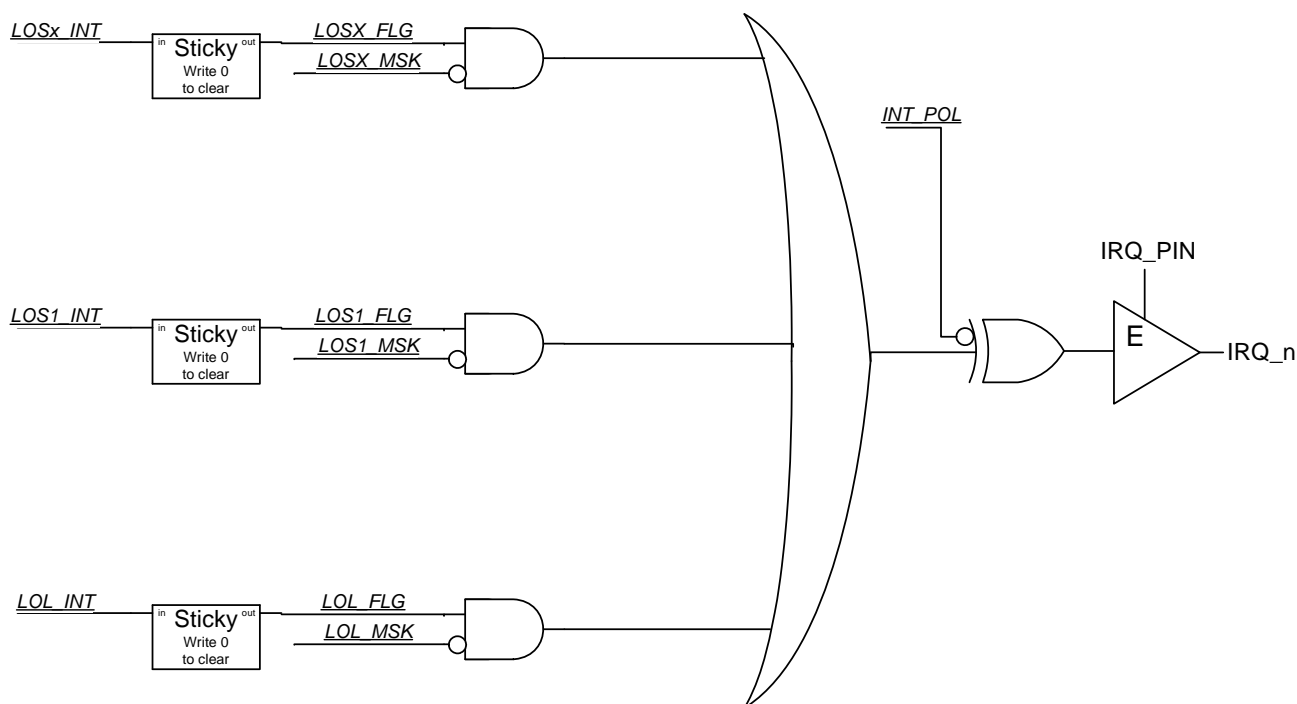 LOSx_INT
in Sticky out
Write 0
to clear
LOSX_FLG
LOSX_MSK
INT_POL
IRQ_PIN
LOS1_INT
in Sticky out
Write 0
to clear
LOS1_FLG
LOS1_MSK
E
IRQ_n
LOL_INT
in Sticky out
Write 0
to clear
LOL_FLG
LOL_MSK